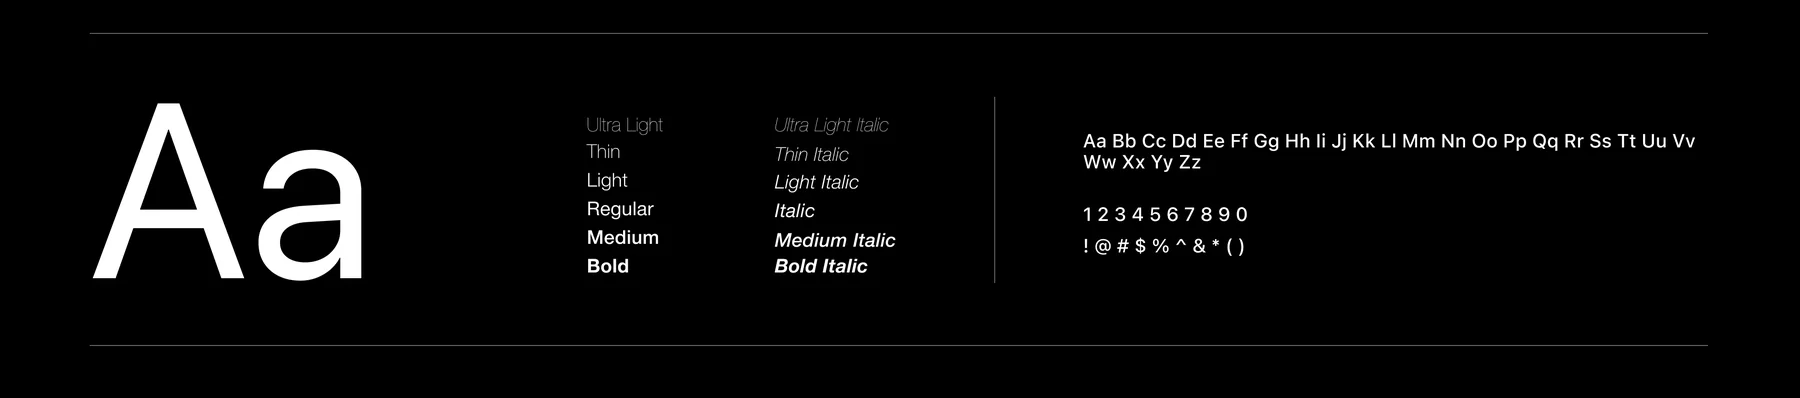 Aa
Ultra Light
Thin
Light
Regular
Medium
Bold
Ultra Light Italic
Thin Italic
Light Italic
Italic
Medium Italic
Bold Italic
Aa Bb Cc Dd Ee Ff Gg Hh Ii Jj Kk Ll Mm Nn Oo Pp Qq Rr Ss Tt Uu Vv
Ww Xx Yy Zz
1 2 3 4 5 6 7 8 9 0
! @ # $ % ^ & * ( )